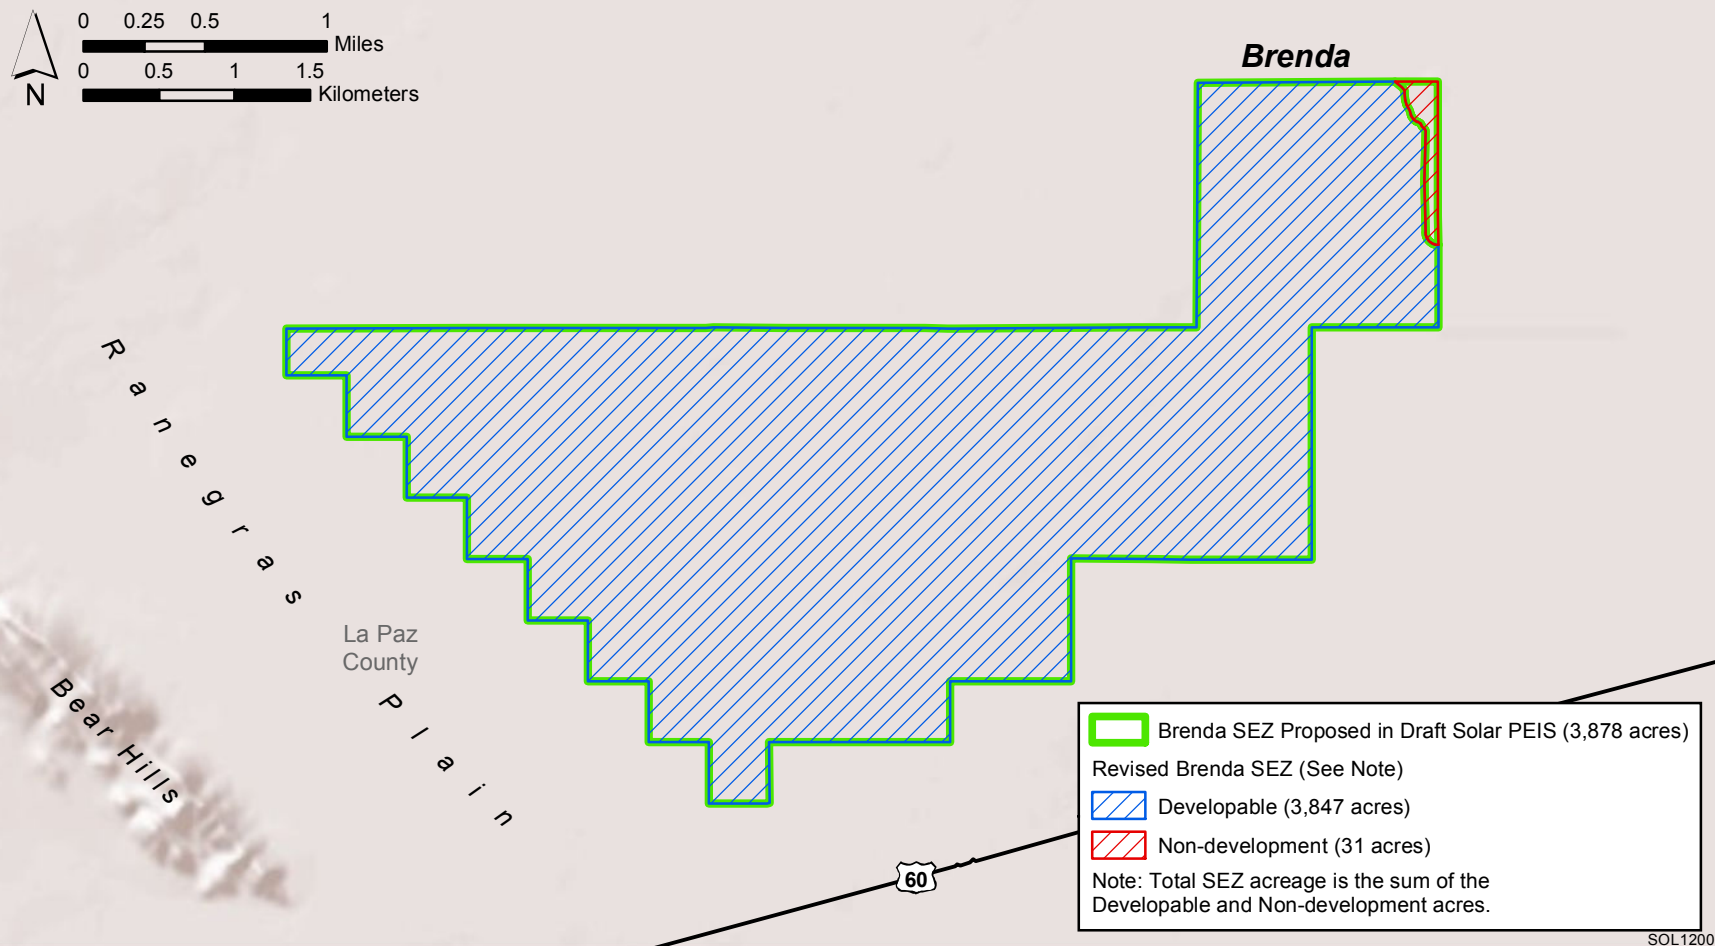 0 0.25 0.5 1
Miles
0 0.5 1 1.5
Kilometers
N
Brenda
Ranegras Plain
La Paz
County
Bear Hills
60
Brenda SEZ Proposed in Draft Solar PEIS (3,878 acres)
Revised Brenda SEZ (See Note)
Developable (3,847 acres)
Non-development (31 acres)
Note: Total SEZ acreage is the sum of the
Developable and Non-development acres.
SOL1200